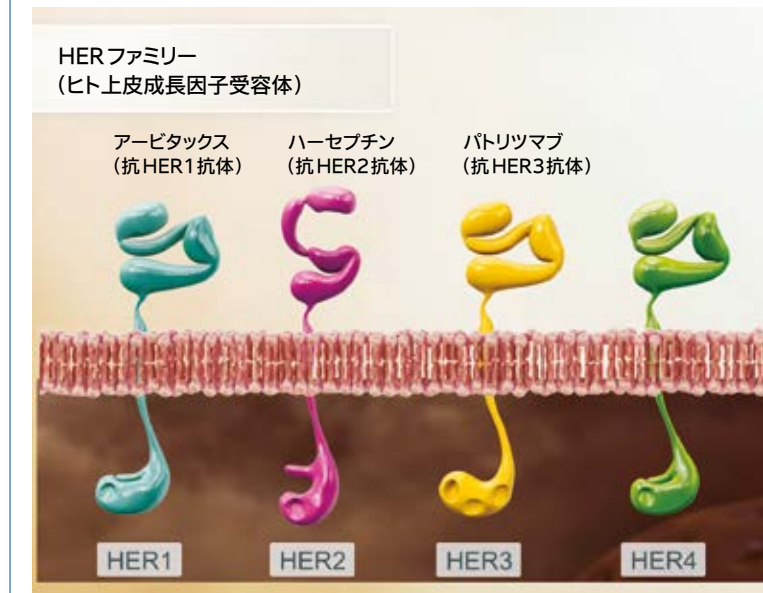 HERファミリー
（ヒト上皮成長因子受容体）
アービタックス
（抗HER1抗体）
ハーセプチン
（抗HER2抗体）
パトリツマブ
（抗HER3抗体）
HER1
HER2
HER3
HER4